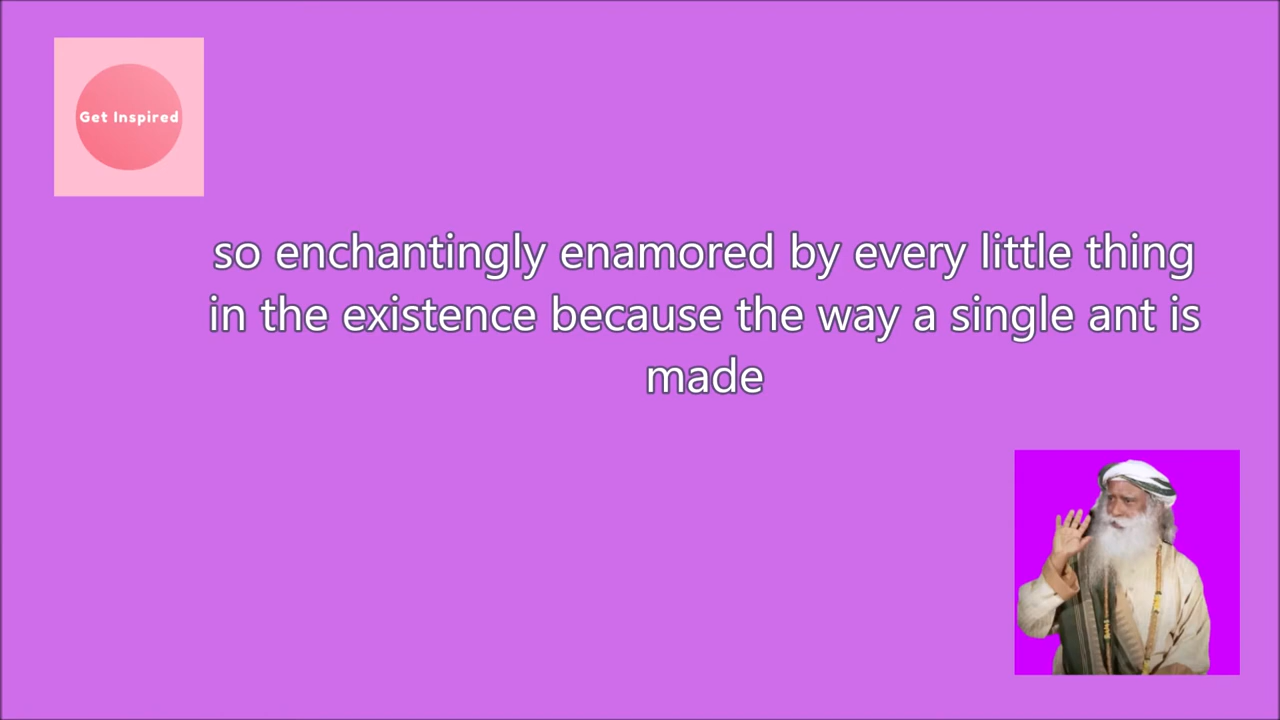 Get Inspired
so enchantingly enamored by every little thing
in the existence because the way a single ant is
made